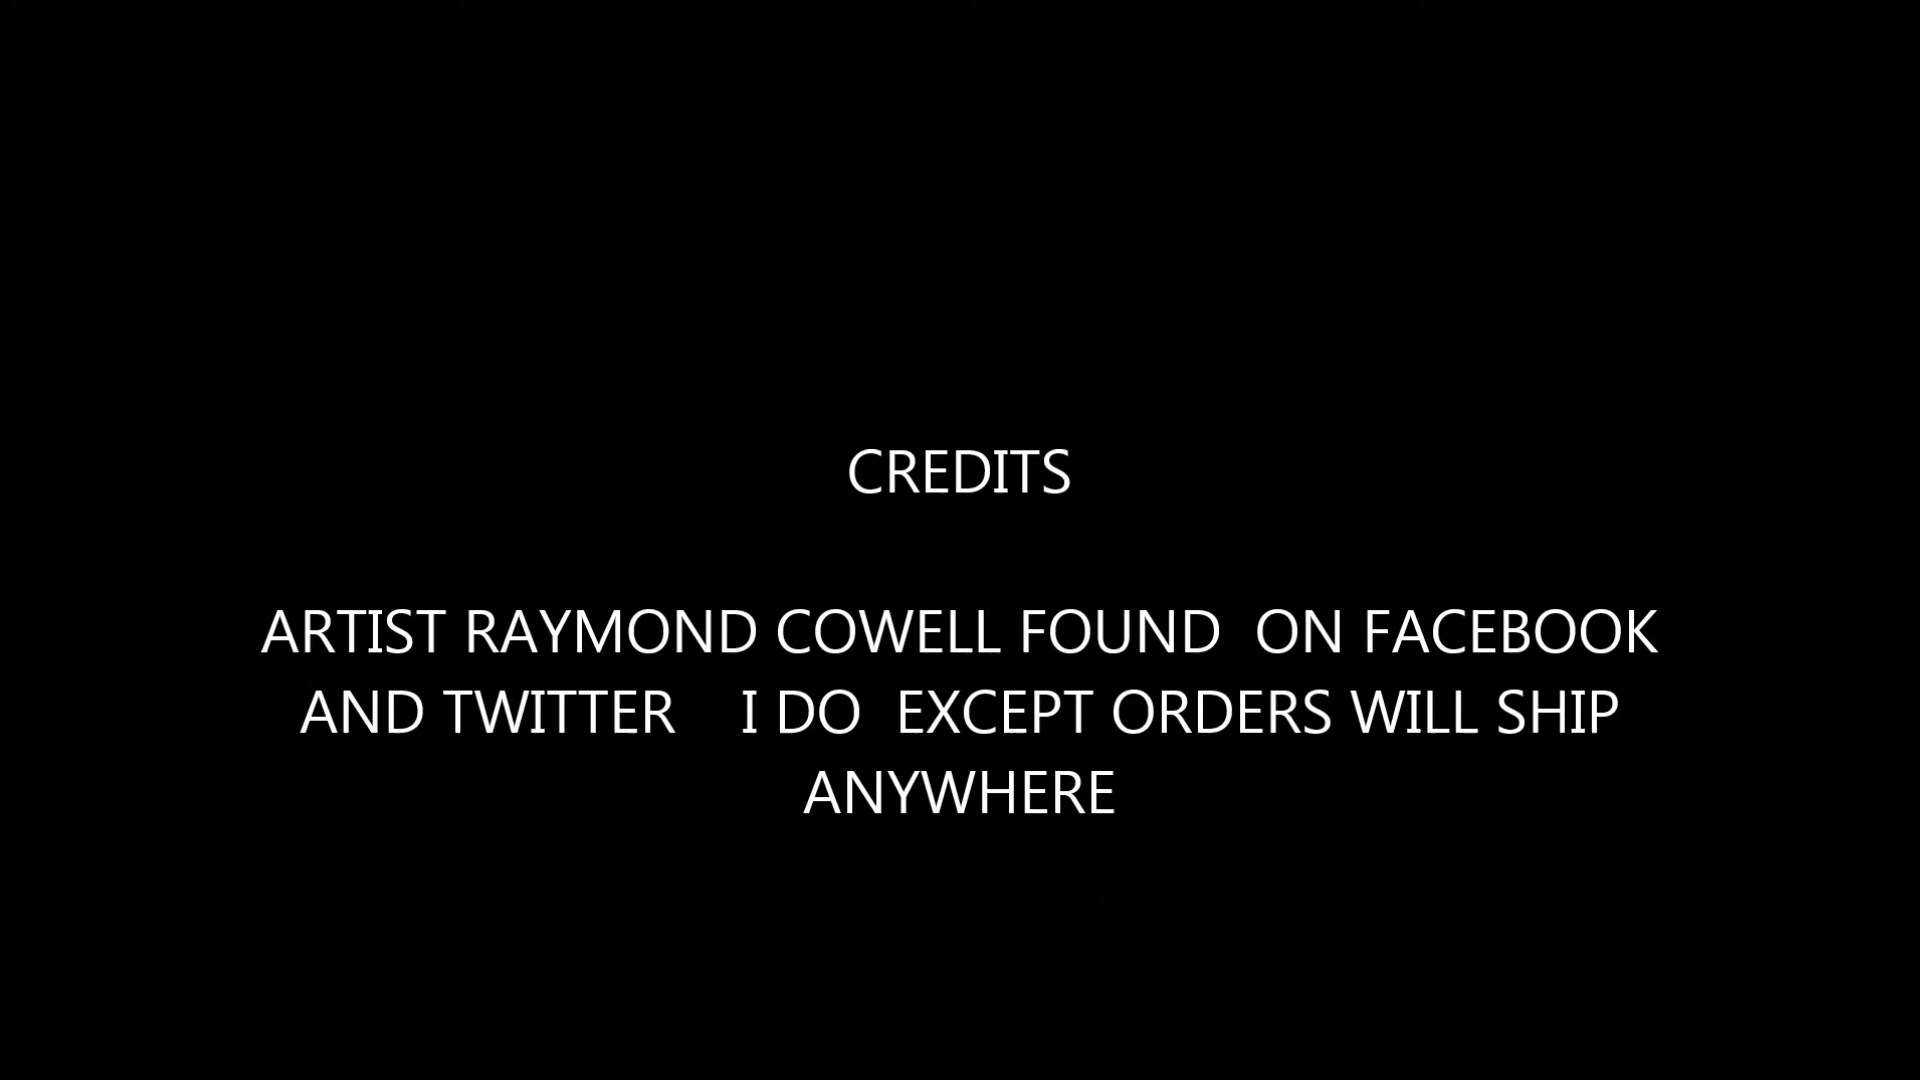 CREDITS
ARTIST RAYMOND COWELL FOUND  ON FACEBOOK
AND TWITTER    I DO  EXCEPT ORDERS WILL SHIP
ANYWHERE